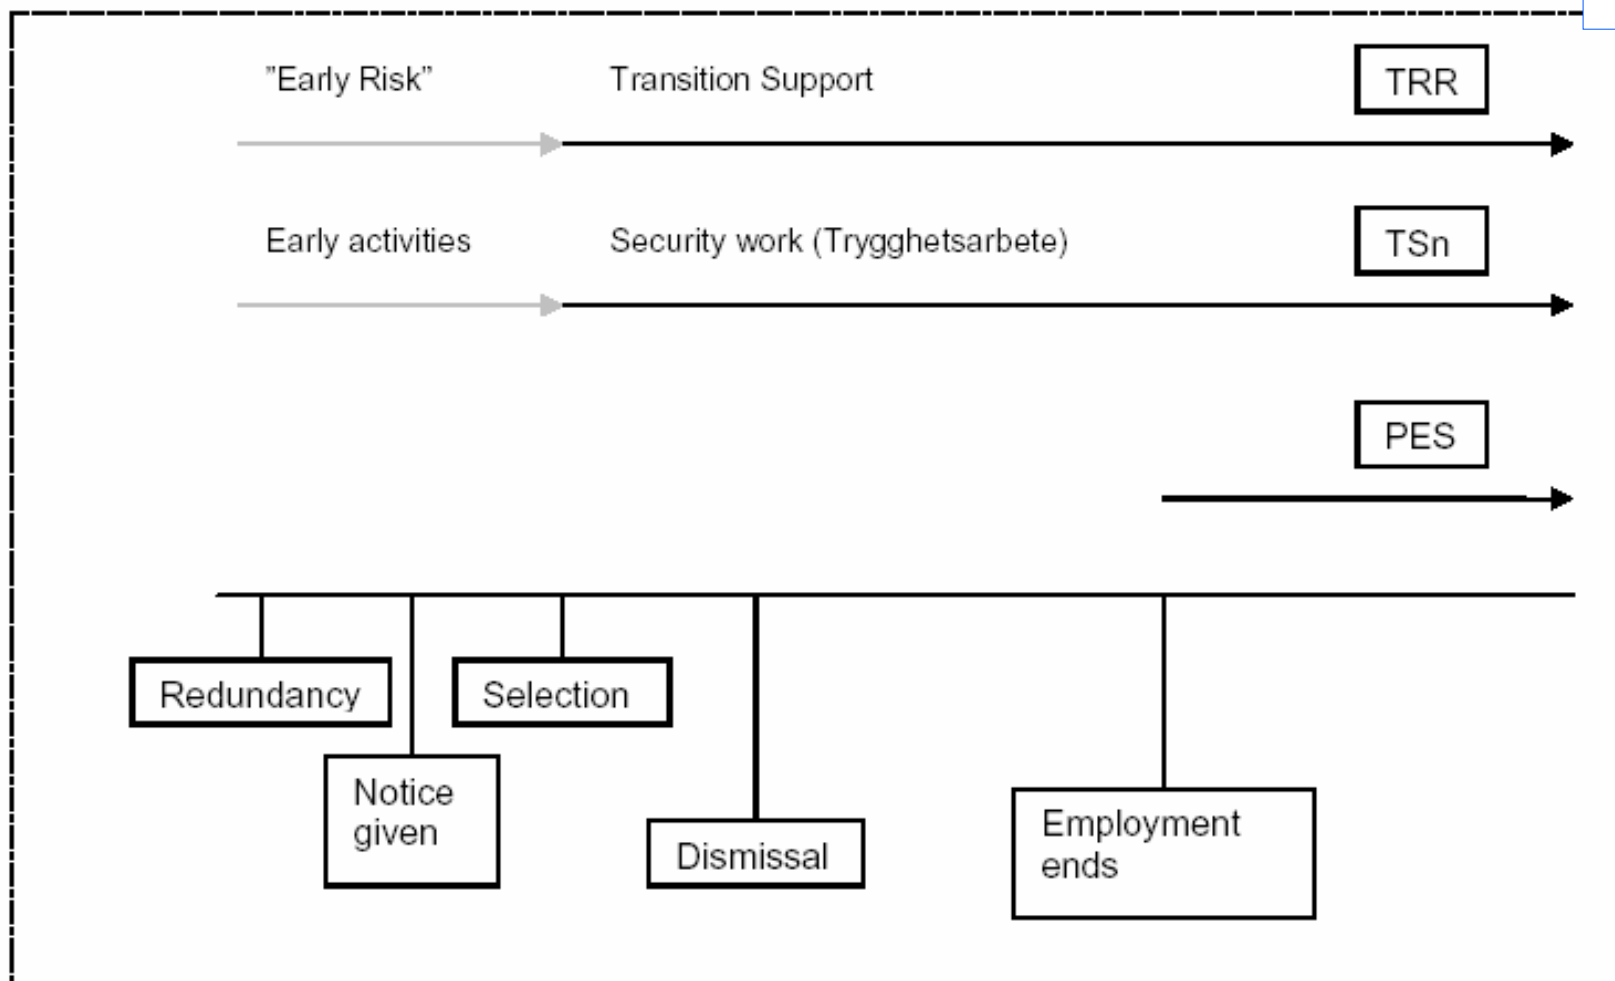 ”Early Risk”
Transition Support
TRR
Early activities
Security work (Trygghetsarbete)
TSn
PES
Redundancy
Selection
Notice
given
Dismissal
Employment
ends